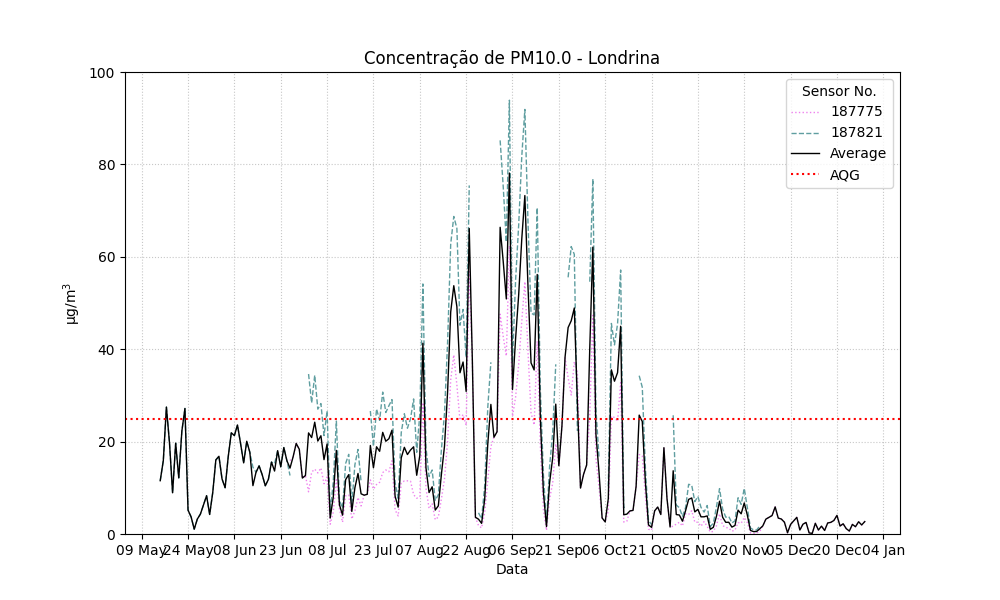 Concentração de PM10.0 - Londrina
Sensor No.
187775
187821
Average
AQG
100
80
60
40
20
0
µg/m³
09 May 24 May 08 Jun 23 Jun 08 Jul 23 Jul 07 Aug 22 Aug 06 Sep 21 Sep 06 Oct 21 Oct 05 Nov 20 Nov 05 Dec 20 Dec 04 Jan
Data